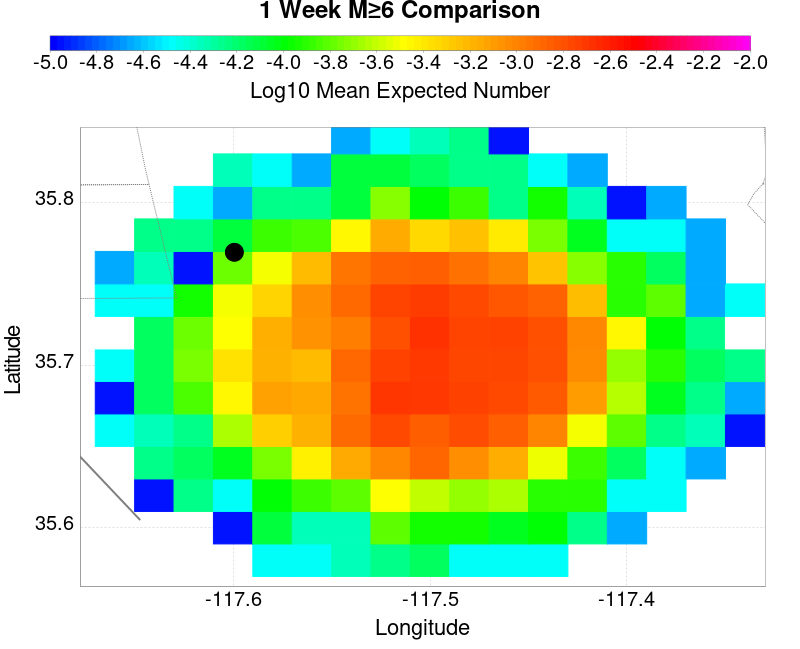 1 Week M≥6 Comparison
-5.0 -4.8 -4.6 -4.4 -4.2 -4.0 -3.8 -3.6 -3.4 -3.2 -3.0 -2.8 -2.6 -2.4 -2.2 -2.0
Log10 Mean Expected Number
35.8
35.7
35.6
Latitude
-117.6 -117.5 -117.4
Longitude